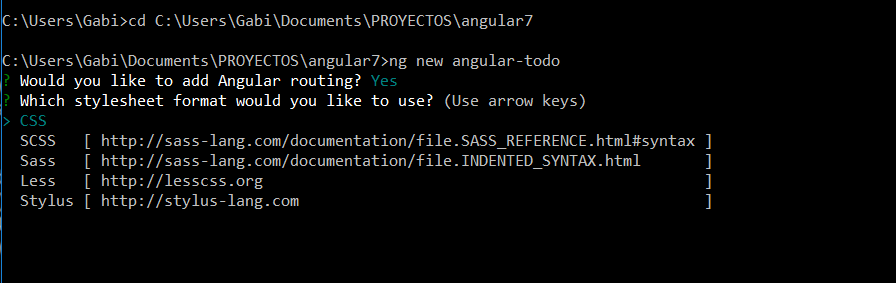 C:\Users\Gabi>cd C:\Users\Gabi\Documents\PROYECTOS\angular7
C:\Users\Gabi\Documents\PROYECTOS\angular7>ng new angular-todo
? Would you like to add Angular routing? Yes
? Which stylesheet format would you like to use? (Use arrow keys)
> CSS
SCSS [ http://sass-lang.com/documentation/file.SASS_REFERENCE.html#syntax ]
Sass [ http://sass-lang.com/documentation/file.INDENTED_SYNTAX.html ]
Less [ http://lesscss.org ]
Stylus [ http://stylus-lang.com ]